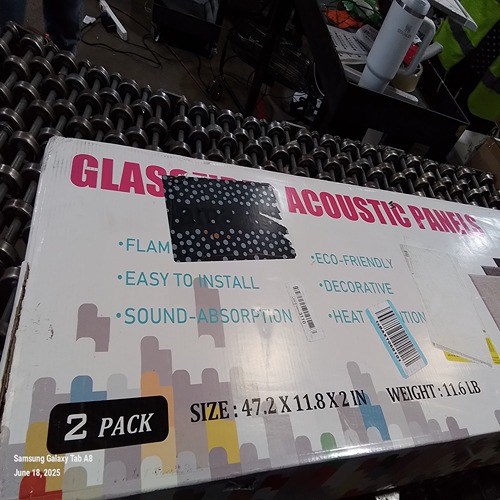 GLASS ACOUSTIC PANELS
•FLAM
•EASY TO INSTALL
•SOUND-ABSORPTION
•ECO-FRIENDLY
•DECORATIVE
•HEAT
2 PACK
SIZE : 47.2 X 11.8 X 2 IN
WEIGHT : 11.6 LB
Samsung Galaxy Tab A8
June 18, 2025